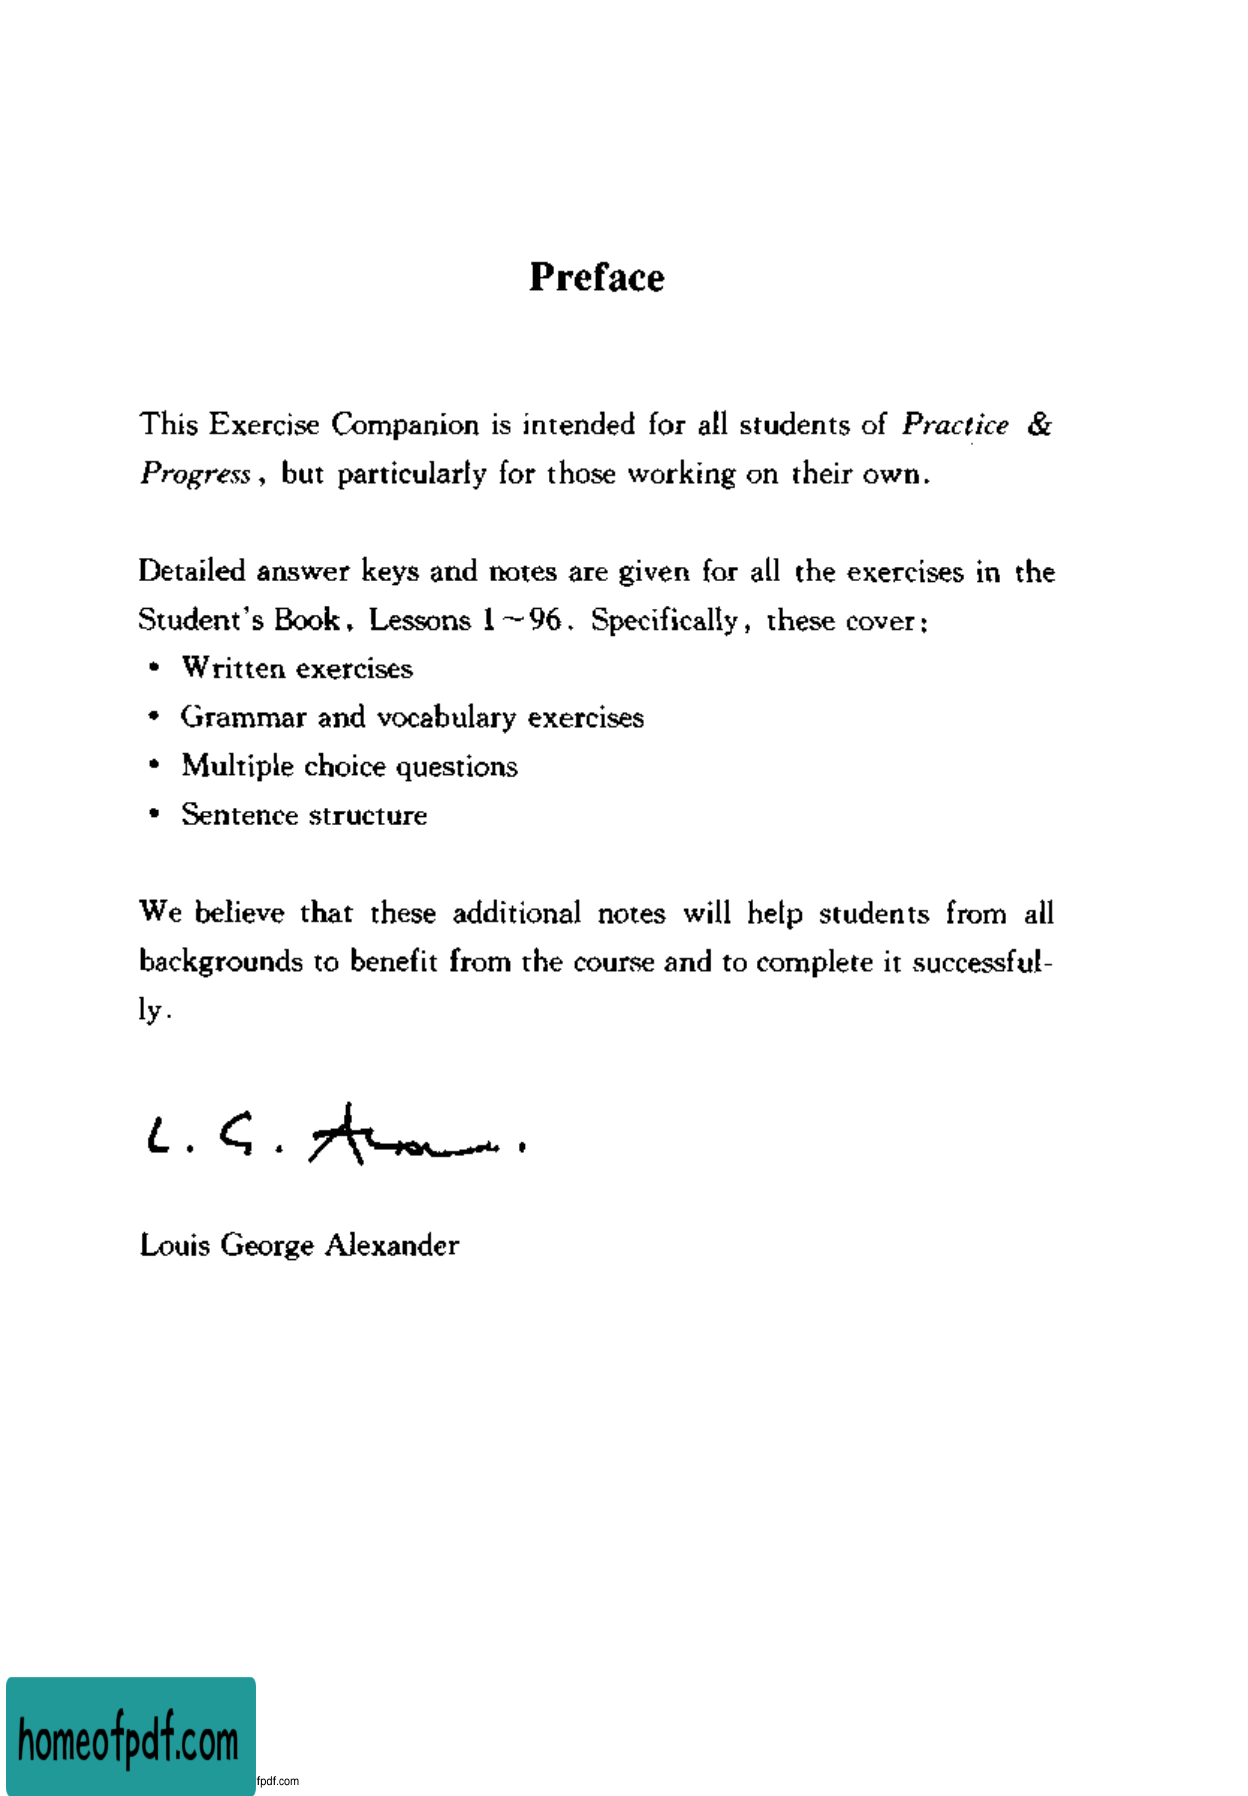 Preface
This Exercise Companion is intended for all students of Practice &
Progress, but particularly for those working on their own.
Detailed answer keys and notes are given for all the exercises in the
Student's Book, Lessons 1~96. Specifically, these cover:
• Written exercises
• Grammar and vocabulary exercises
• Multiple choice questions
• Sentence structure
We believe that these additional notes will help students from all
backgrounds to benefit from the course and to complete it successful-
ly.
L. G. 
Louis George Alexander
homeofpdf.com
fpdf.com